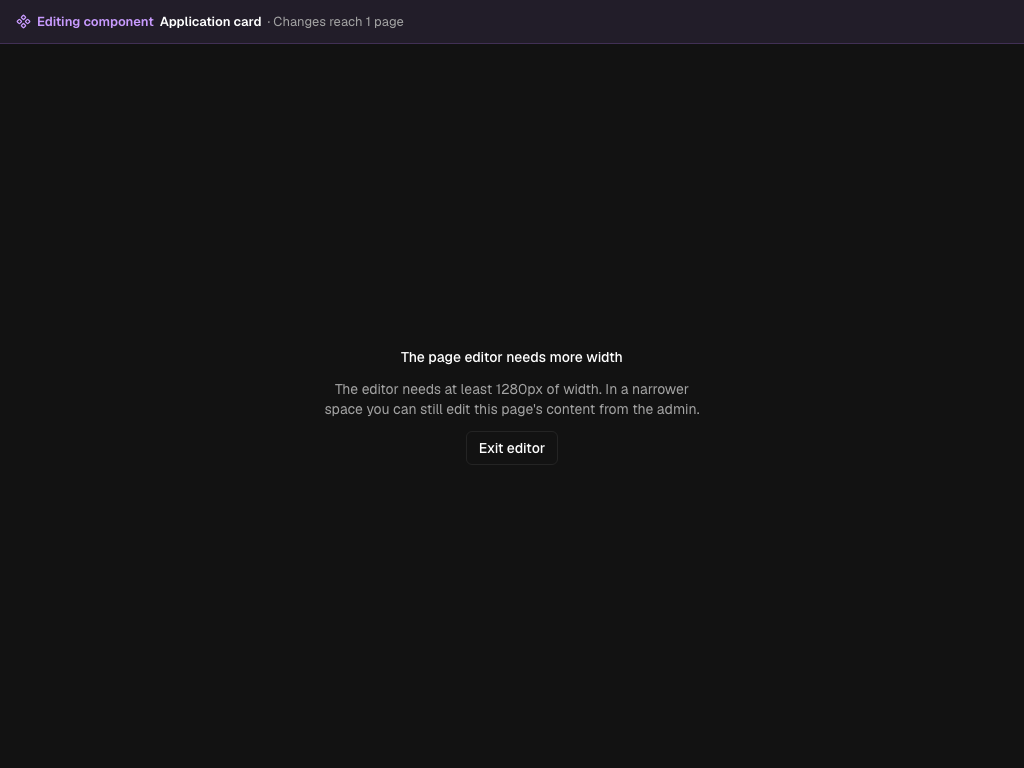 Editing component Application card · Changes reach 1 page
The page editor needs more width
The editor needs at least 1280px of width. In a narrower
space you can still edit this page's content from the admin.
Exit editor